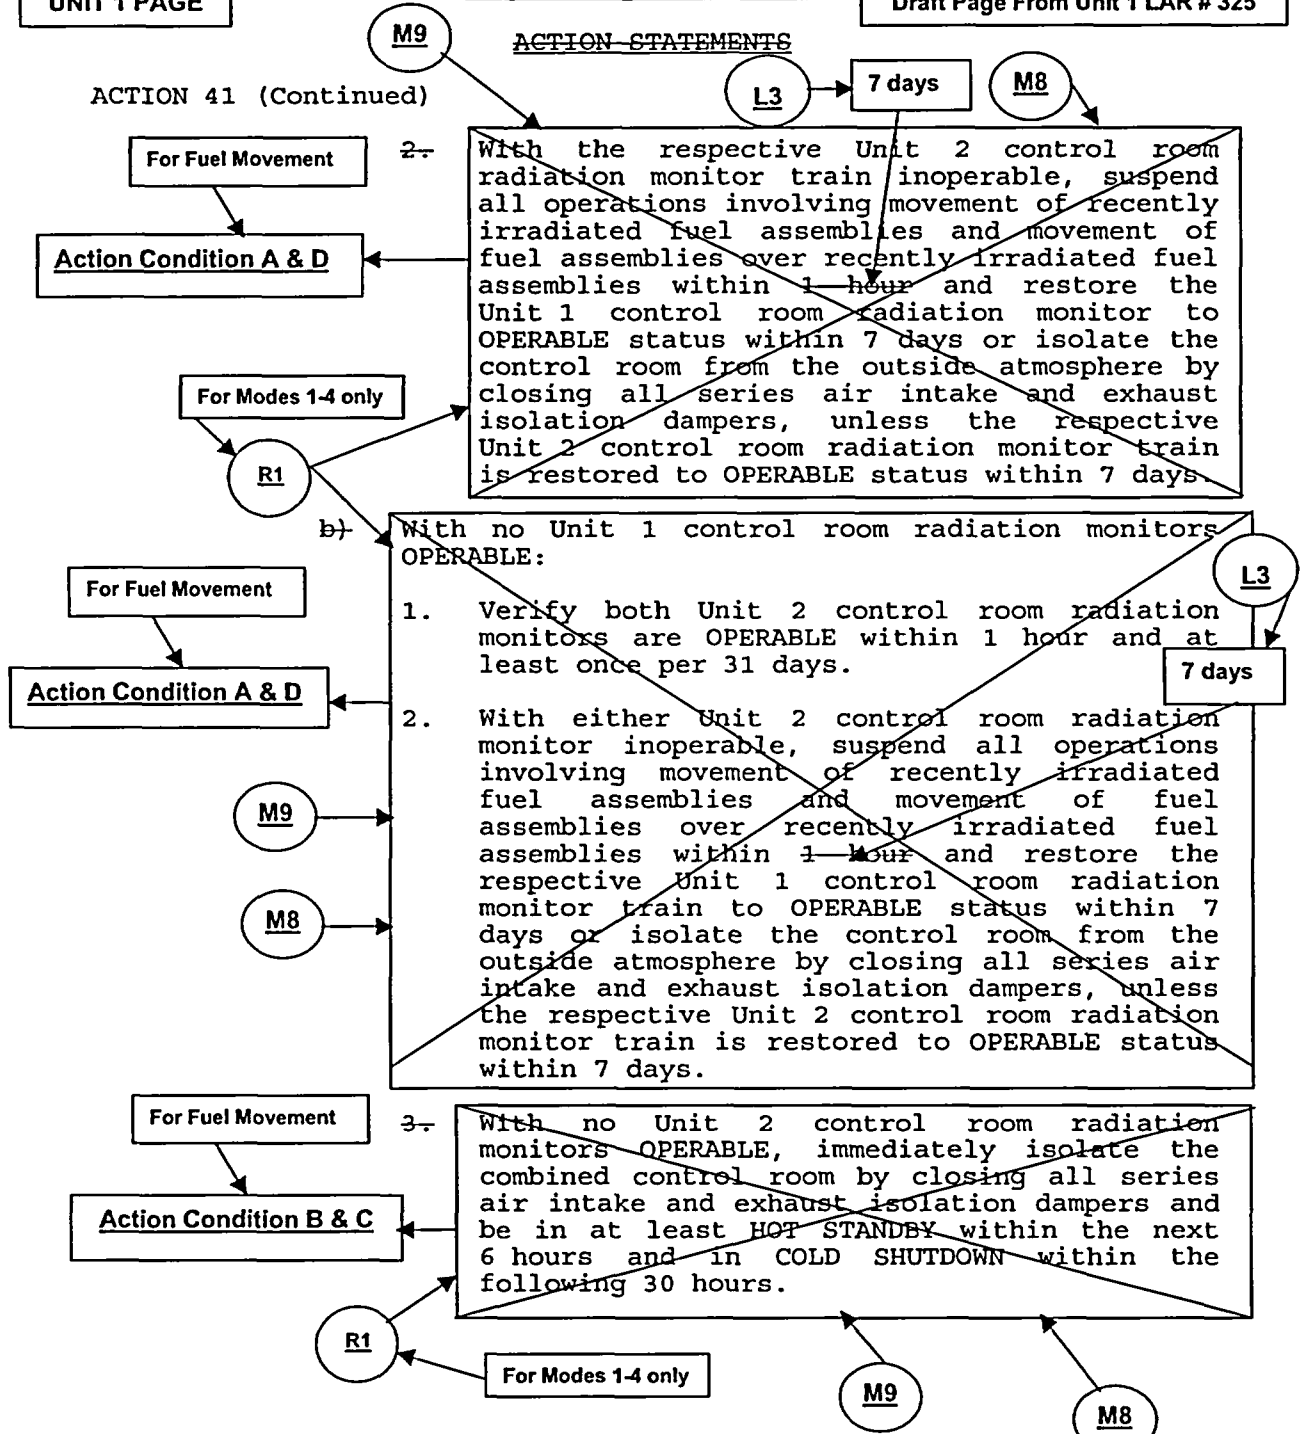 UNIT 1 PAGE
Draft Page From Unit 1 LAR # 325
M9
ACTION STATEMENTS
ACTION 41 (Continued)
L3
7 days
M8
For Fuel Movement
Action Condition A & D
2. With the respective Unit 2 control room
radiation monitor train inoperable, suspend
all operations involving movement of recently
irradiated fuel assemblies and movement of
fuel assemblies over recently irradiated fuel
assemblies within 1 hour and restore the
Unit 1 control room radiation monitor to
OPERABLE status within 7 days or isolate the
control room from the outside atmosphere by
closing all series air intake and exhaust
isolation dampers, unless the respective
Unit 2 control room radiation monitor train
is restored to OPERABLE status within 7 days.
For Modes 1-4 only
R1
b) With no Unit 1 control room radiation monitors
OPERABLE:
L3
For Fuel Movement
1. Verify both Unit 2 control room radiation
monitors are OPERABLE within 1 hour and at
least once per 31 days.
7 days
Action Condition A & D
2. With either Unit 2 control room radiation
monitor inoperable, suspend all operations
involving movement of recently irradiated
fuel assemblies and movement of fuel
assemblies over recently irradiated fuel
assemblies within 1 hour and restore the
respective Unit 1 control room radiation
monitor train to OPERABLE status within 7
days or isolate the control room from the
outside atmosphere by closing all series air
intake and exhaust isolation dampers, unless
the respective Unit 2 control room radiation
monitor train is restored to OPERABLE status
within 7 days.
M9
M8
For Fuel Movement
Action Condition B & C
3. With no Unit 2 control room radiation
monitors OPERABLE, immediately isolate the
combined control room by closing all series
air intake and exhaust isolation dampers and
be in at least HOT STANDBY within the next
6 hours and in COLD SHUTDOWN within the
following 30 hours.
R1
For Modes 1-4 only
M9
M8